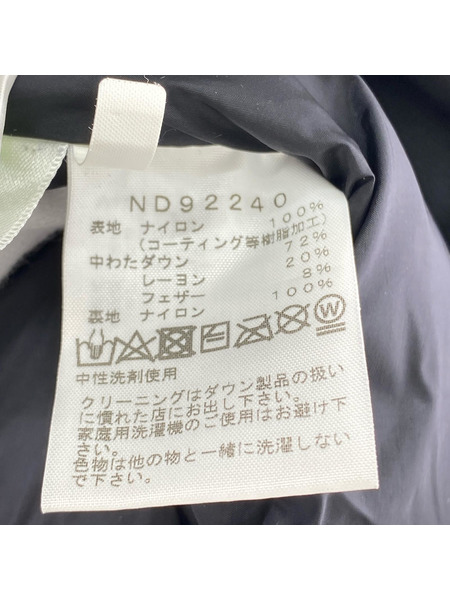 ND92240
表地 ナイロン 100%
(コーティング等樹脂加工)
中わたダウン 72%
レーヨン 20%
フェザー 8%
裏地 ナイロン 100%
W
中性洗剤使用
クリーニングはダウン製品の扱い
に慣れた店にお出し下さい。
家庭用洗濯機のご使用はお避け下
さい。
色物は他の物と一緒に洗濯しない
で下さい。